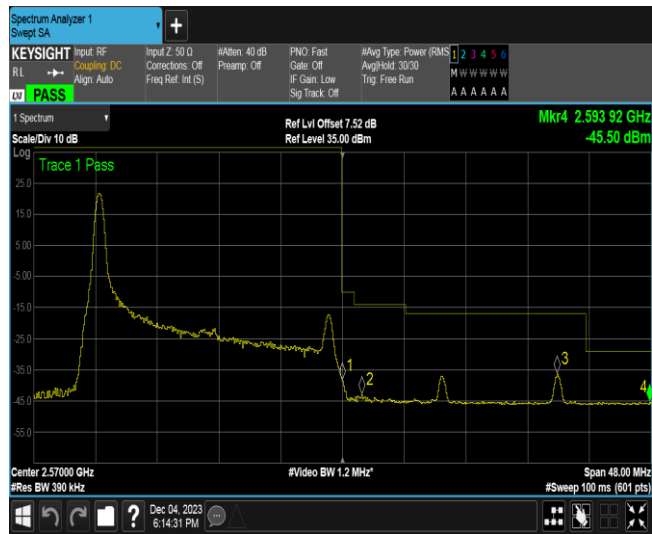 Spectrum Analyzer 1
Swept SA
+
KEYSIGHT
RL
LXI PASS
Input: RF
Coupling: DC
Align: Auto
Input Z: 50 Ω
Corrections: Off
Freq Ref: Int (S)
#Atten: 40 dB
Preamp: Off
PNO: Fast
Gate: Off
IF Gain: Low
Sig Track: Off
#Avg Type: Power (RMS
Avg|Hold: 30/30
Trig: Free Run
1 2 3 4 5 6
M W W W W W
A A A A A A
1 Spectrum
Scale/Div 10 dB
Ref Lvl Offset 7.52 dB
Ref Level 35.00 dBm
Mkr4 2.593 92 GHz
-45.50 dBm
Log
Trace 1 Pass
25.0
15.0
5.00
-5.00
-15.0
-25.0
-35.0
-45.0
-55.0
1
2
3
4
Center 2.57000 GHz
#Res BW 390 kHz
#Video BW 1.2 MHz*
Span 48.00 MHz
#Sweep 100 ms (601 pts)
?
Dec 04, 2023
6:14:31 PM